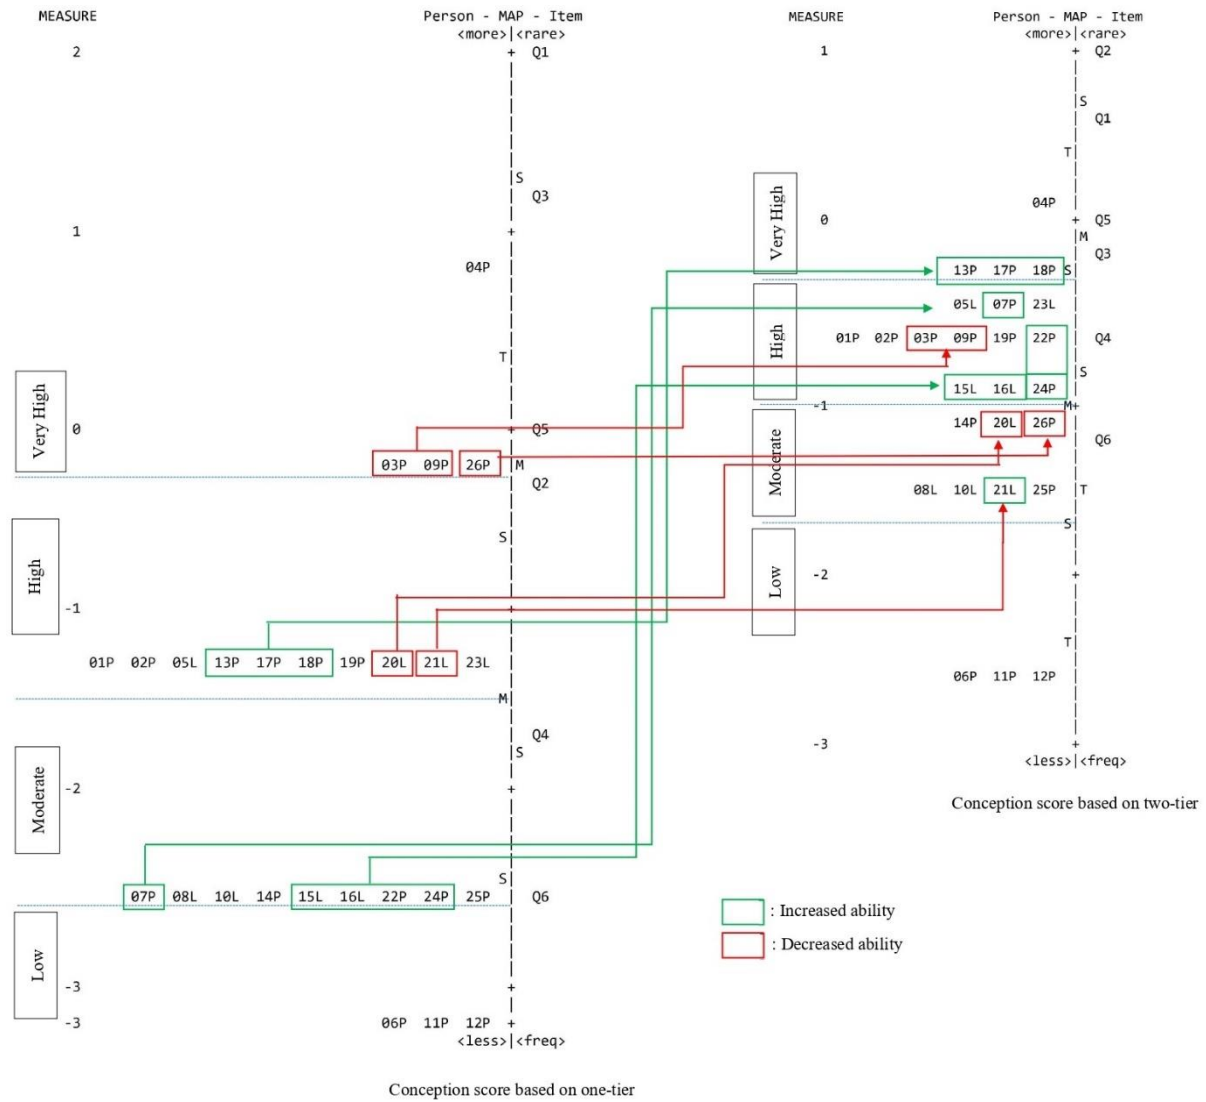 MEASURE
Person - MAP - Item
<more>|<rare>
2
Q1
S
Q3
1
04P
T
Very High
0
Q5
03P 09P 26P
M
Q2
S
High
-1
01P 02P 05L 13P 17P 18P 19P 20L 21L 23L
M
Q4
S
Moderate
-2
S
07P 08L 10L 14P 15L 16L 22P 24P 25P
Q6
Low
-3
-3
06P 11P 12P
<less>|<freq>
Conception score based on one-tier
MEASURE
Person - MAP - Item
<more>|<rare>
1
Q2
S
Q1
T
Very High
04P
0
Q5
M
Q3
13P 17P 18P S
High
05L 07P 23L
01P 02P 03P 09P 19P 22P
Q4
S
15L 16L 24P
-1
M
14P 20L 26P
Q6
Moderate
08L 10L 21L 25P
T
S
Low
-2
T
06P 11P 12P
-3
<less>|<freq>
Conception score based on two-tier
: Increased ability
: Decreased ability